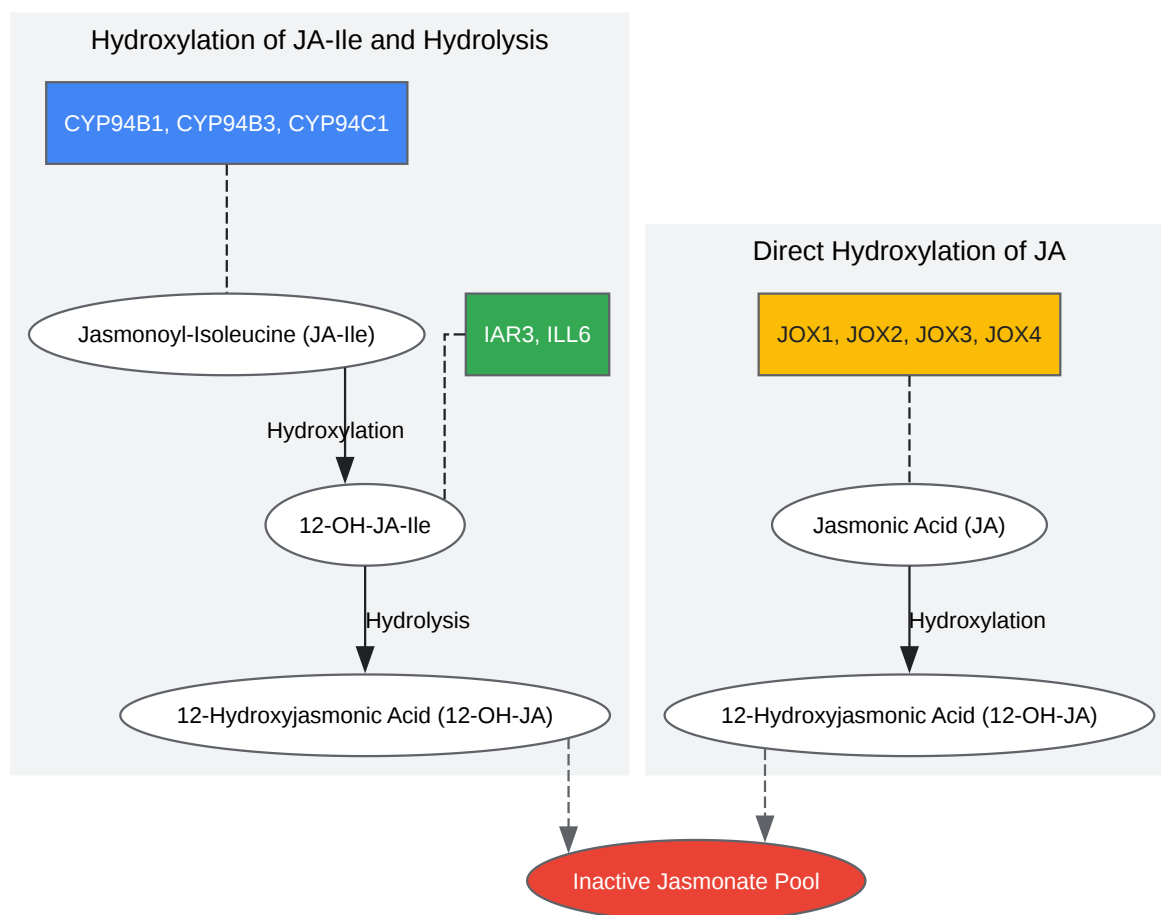 Hydroxylation of JA-Ile and Hydrolysis
CYP94B1, CYP94B3, CYP94C1
Jasmonoyl-Isoleucine (JA-Ile)
IAR3, ILL6
Hydroxylation
12-OH-JA-Ile
Hydrolysis
12-Hydroxyjasmonic Acid (12-OH-JA)
Direct Hydroxylation of JA
JOX1, JOX2, JOX3, JOX4
Jasmonic Acid (JA)
Hydroxylation
12-Hydroxyjasmonic Acid (12-OH-JA)
Inactive Jasmonate Pool